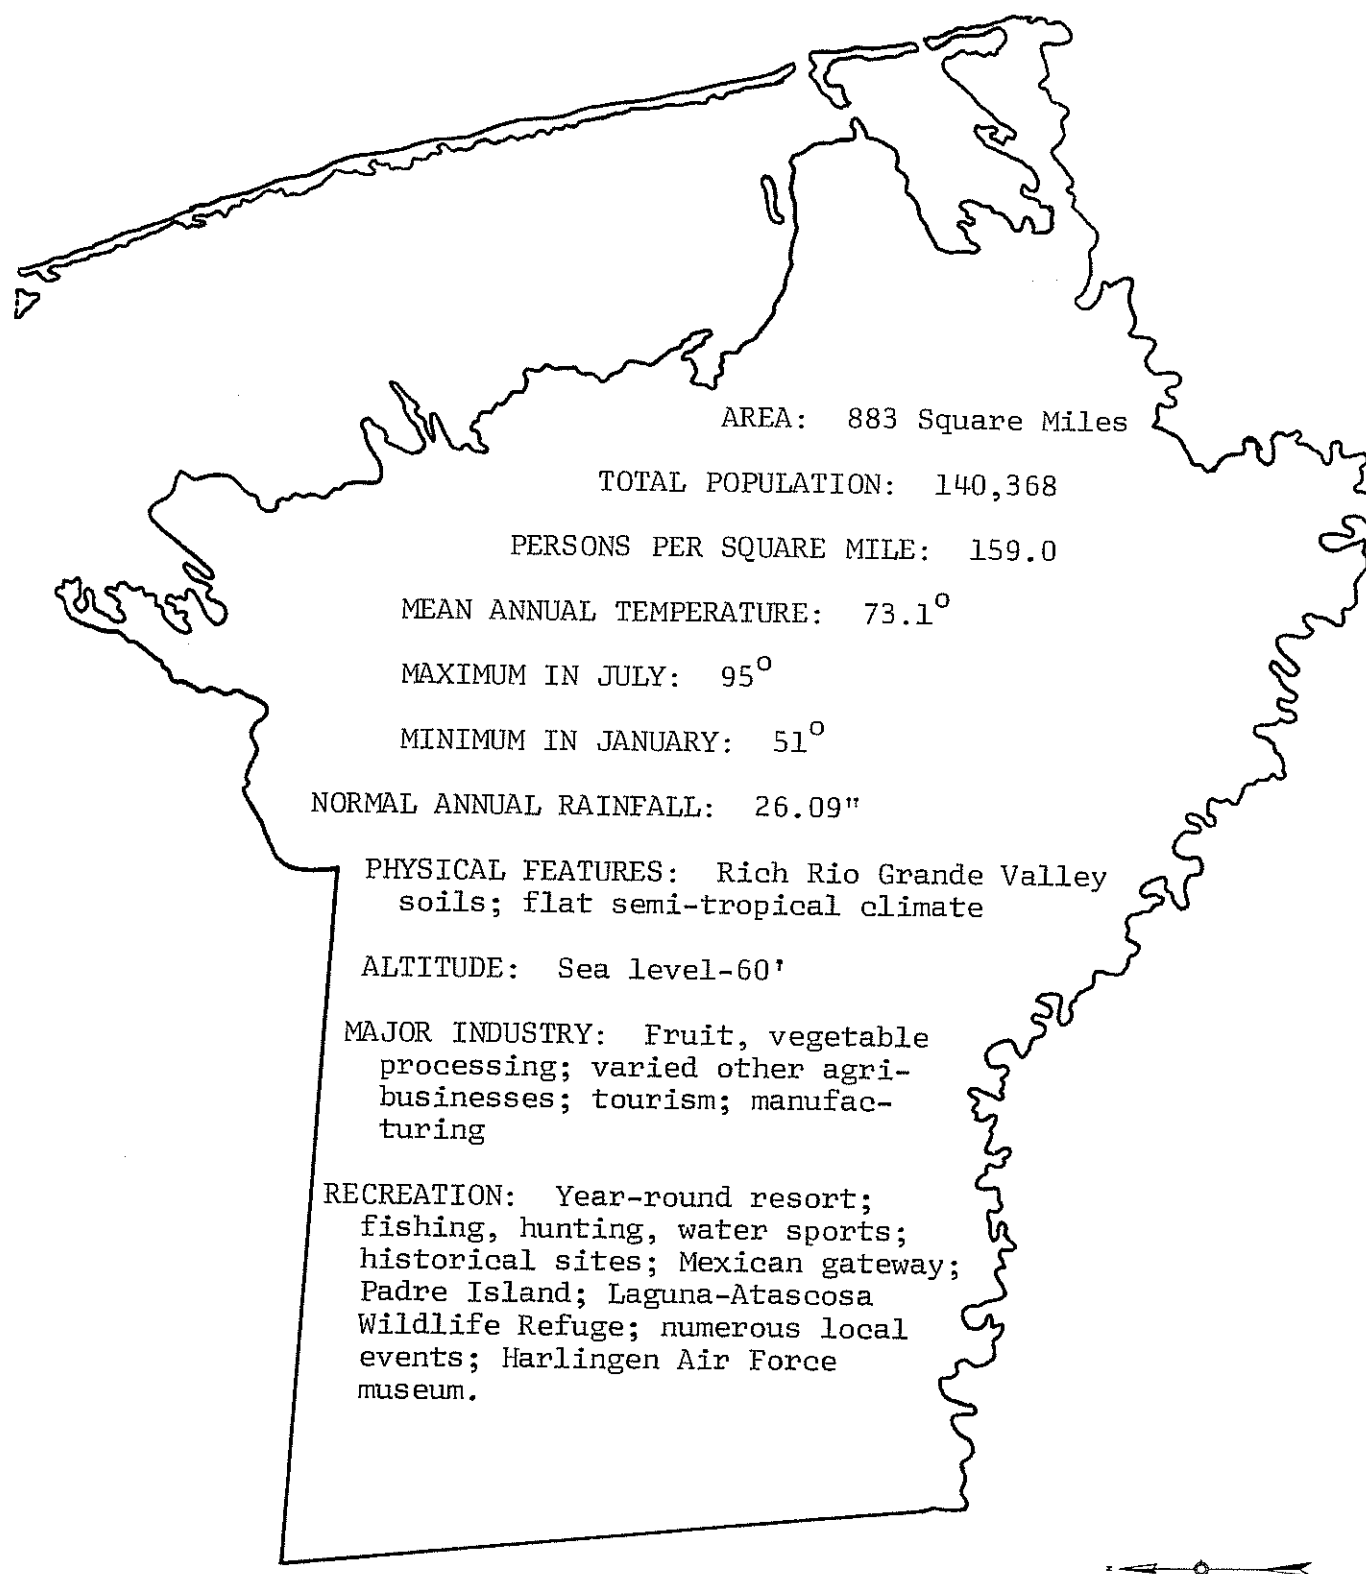 AREA: 883 Square Miles
TOTAL POPULATION: 140,368
PERSONS PER SQUARE MILE: 159.0
MEAN ANNUAL TEMPERATURE: 73.1°
MAXIMUM IN JULY: 95°
MINIMUM IN JANUARY: 51°
NORMAL ANNUAL RAINFALL: 26.09"
PHYSICAL FEATURES: Rich Rio Grande Valley
soils; flat semi-tropical climate
ALTITUDE: Sea level-60'
MAJOR INDUSTRY: Fruit, vegetable
processing; varied other agri-
businesses; tourism; manufac-
turing
RECREATION: Year-round resort;
fishing, hunting, water sports;
historical sites; Mexican gateway;
Padre Island; Laguna-Atascosa
Wildlife Refuge; numerous local
events; Harlingen Air Force
museum.